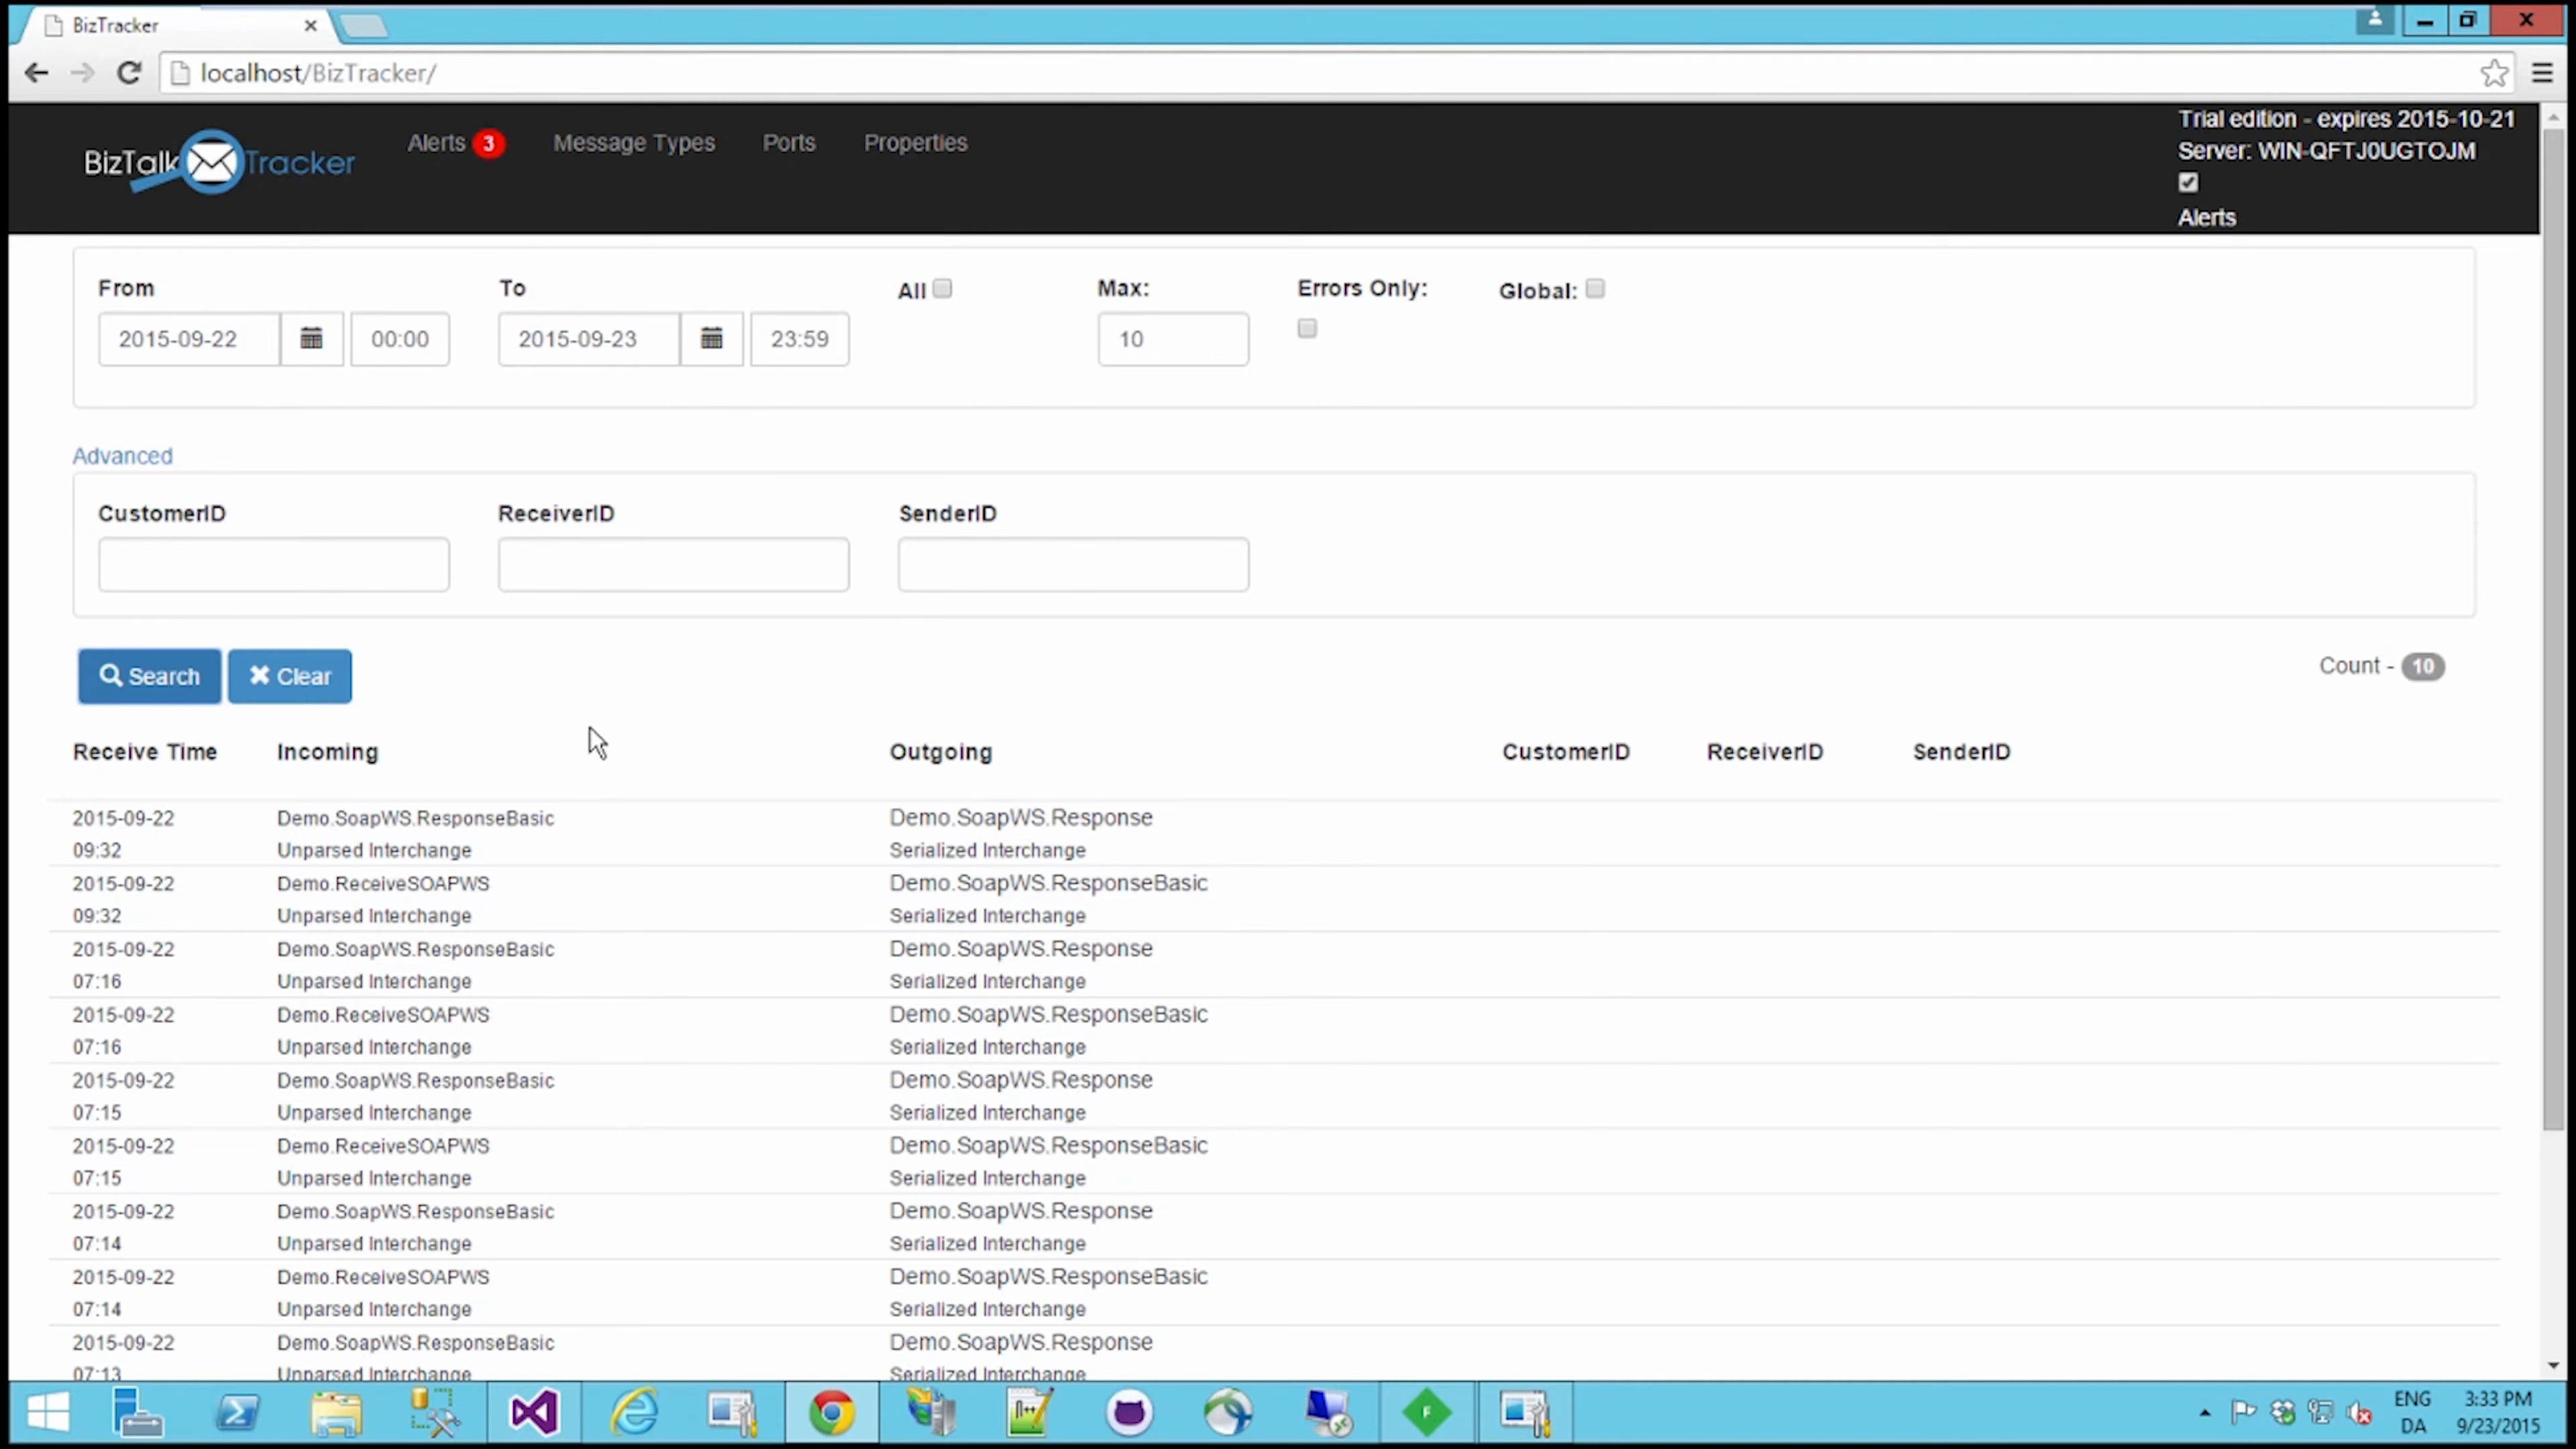 BizTracker
localhost/BizTracker/
BizTalk Tracker
Alerts 3 Message Types Ports Properties
Trial edition - expires 2015-10-21
Server: WIN-QFTJ0UGTOJM
Alerts
From To All Max: Errors Only: Global:
2015-09-22 00:00 2015-09-23 23:59 10
Advanced
CustomerID ReceiverID SenderID
Search Clear Count - 10
Receive Time Incoming Outgoing CustomerID ReceiverID SenderID
2015-09-22 Demo.SoapWS.ResponseBasic Demo.SoapWS.Response
09:32 Unparsed Interchange Serialized Interchange
2015-09-22 Demo.ReceiveSOAPWS Demo.SoapWS.ResponseBasic
09:32 Unparsed Interchange Serialized Interchange
2015-09-22 Demo.SoapWS.ResponseBasic Demo.SoapWS.Response
07:16 Unparsed Interchange Serialized Interchange
2015-09-22 Demo.ReceiveSOAPWS Demo.SoapWS.ResponseBasic
07:16 Unparsed Interchange Serialized Interchange
2015-09-22 Demo.SoapWS.ResponseBasic Demo.SoapWS.Response
07:15 Unparsed Interchange Serialized Interchange
2015-09-22 Demo.ReceiveSOAPWS Demo.SoapWS.ResponseBasic
07:15 Unparsed Interchange Serialized Interchange
2015-09-22 Demo.SoapWS.ResponseBasic Demo.SoapWS.Response
07:14 Unparsed Interchange Serialized Interchange
2015-09-22 Demo.ReceiveSOAPWS Demo.SoapWS.ResponseBasic
07:14 Unparsed Interchange Serialized Interchange
2015-09-22 Demo.SoapWS.ResponseBasic Demo.SoapWS.Response
07:13 Unparsed Interchange Serialized Interchange
ENG 3:33 PM
DA 9/23/2015